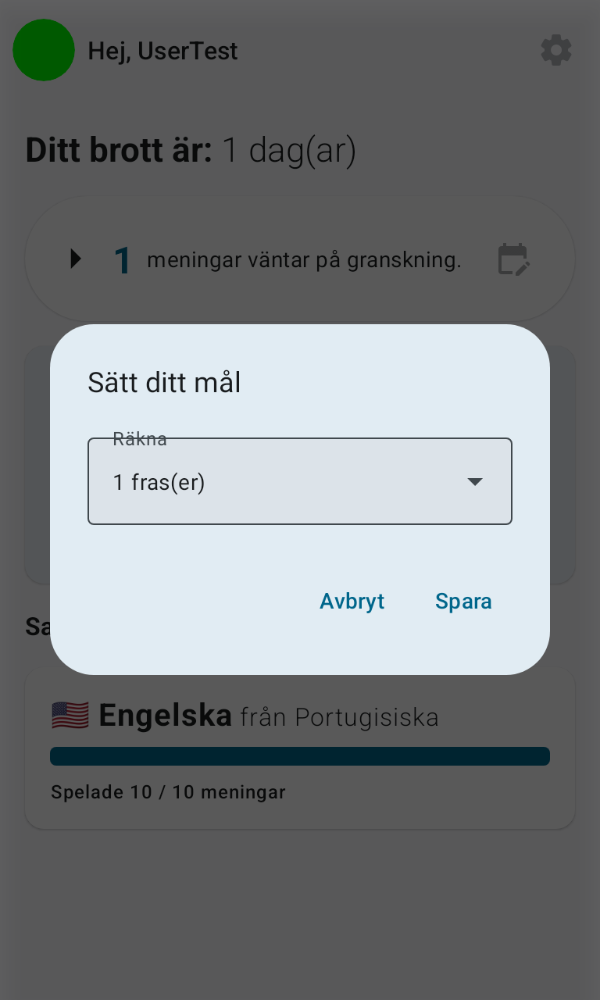 Hej, UserTest
Ditt brott är: 1 dag(ar)
1 meningar väntar på granskning.
Sätt ditt mål
Räkna
1 fras(er)
Avbryt Spara
Sa
Engelska från Portugisiska
Spelade 10 / 10 meningar